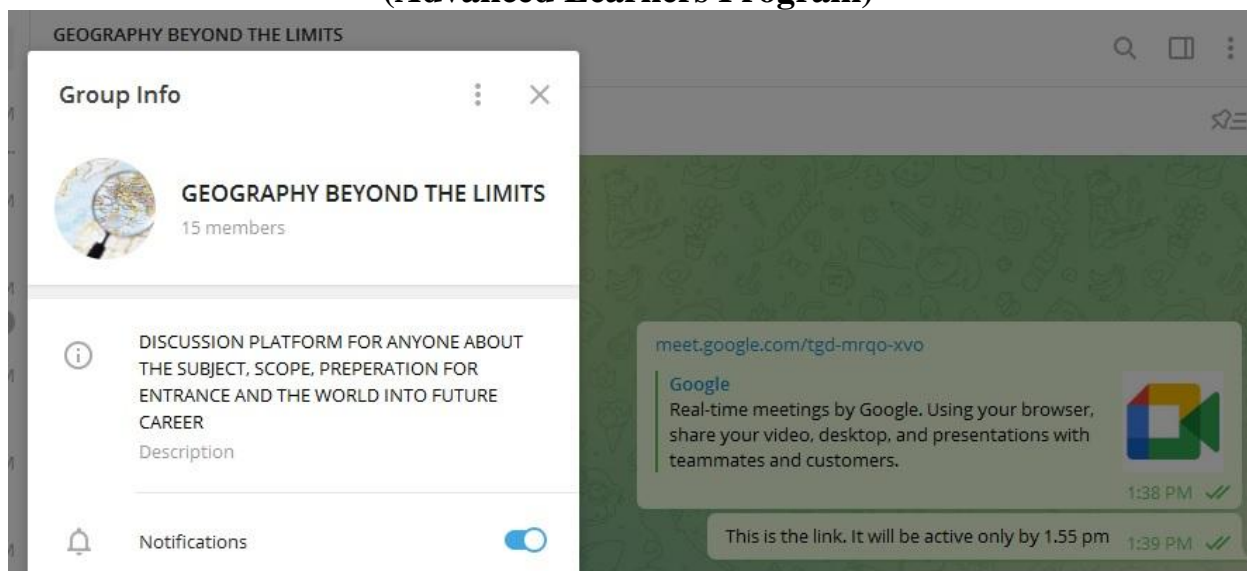 (Advanced Learners Program)
GEOGRAPHY BEYOND THE LIMITS
Group Info
GEOGRAPHY BEYOND THE LIMITS
15 members
DISCUSSION PLATFORM FOR ANYONE ABOUT
THE SUBJECT, SCOPE, PREPERATION FOR
ENTRANCE AND THE WORLD INTO FUTURE
CAREER
Description
Notifications
meet.google.com/tgd-mrqo-xvo
Google
Real-time meetings by Google. Using your browser,
share your video, desktop, and presentations with
teammates and customers.
1:38 PM
This is the link. It will be active only by 1.55 pm 1:39 PM